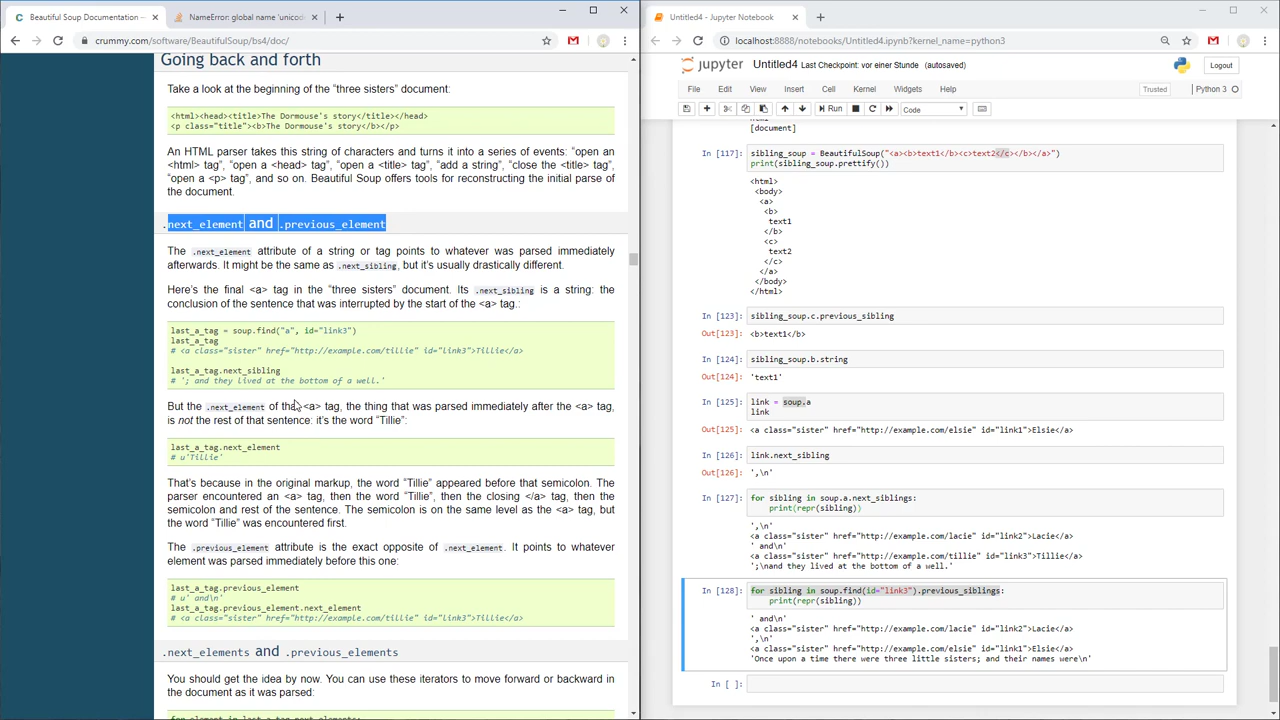 Beautiful Soup Documentation —
NameError: global name 'unicod
crummy.com/software/BeautifulSoup/bs4/doc/
Going back and forth
Take a look at the beginning of the “three sisters” document:
<html><head><title>The Dormouse's story</title></head>
<p class="title"><b>The Dormouse's story</b></p>
An HTML parser takes this string of characters and turns it into a series of events: “open an
<html> tag”, “open a <head> tag”, “open a <title> tag”, “add a string”, “close the <title> tag”,
“open a <p> tag”, and so on. Beautiful Soup offers tools for reconstructing the initial parse of
the document.
.next_element and .previous_element
The .next_element attribute of a string or tag points to whatever was parsed immediately
afterwards. It might be the same as .next_sibling, but it’s usually drastically different.
Here’s the final <a> tag in the “three sisters” document. Its .next_sibling is a string: the
conclusion of the sentence that was interrupted by the start of the <a> tag.:
last_a_tag = soup.find("a", id="link3")
last_a_tag
# <a class="sister" href="http://example.com/tillie" id="link3">Tillie</a>
last_a_tag.next_sibling
# '; and they lived at the bottom of a well.'
But the .next_element of that <a> tag, the thing that was parsed immediately after the <a> tag,
is not the rest of that sentence: it’s the word “Tillie”:
last_a_tag.next_element
# u'Tillie'
That’s because in the original markup, the word “Tillie” appeared before that semicolon. The
parser encountered an <a> tag, then the word “Tillie”, then the closing </a> tag, then the
semicolon and rest of the sentence. The semicolon is on the same level as the <a> tag, but
the word “Tillie” was encountered first.
The .previous_element attribute is the exact opposite of .next_element. It points to whatever
element was parsed immediately before this one:
last_a_tag.previous_element
# u' and\n'
last_a_tag.previous_element.next_element
# <a class="sister" href="http://example.com/tillie" id="link3">Tillie</a>
.next_elements and .previous_elements
You should get the idea by now. You can use these iterators to move forward or backward in
the document as it was parsed:
for element in last_a_tag.next_elements:
Untitled4 - Jupyter Notebook
localhost:8888/notebooks/Untitled4.ipynb?kernel_name=python3
jupyter Untitled4 Last Checkpoint: vor einer Stunde (autosaved)
Logout
File Edit View Insert Cell Kernel Widgets Help
Trusted
Python 3
Run
Code
html
[document]
In [117]: sibling_soup = BeautifulSoup("<a><b>text1</b><c>text2</c></b></a>")
print(sibling_soup.prettify())
<html>
<body>
<a>
<b>
text1
</b>
<c>
text2
</c>
</a>
</body>
</html>
In [123]: sibling_soup.c.previous_sibling
Out[123]: <b>text1</b>
In [124]: sibling_soup.b.string
Out[124]: 'text1'
In [125]: link = soup.a
link
Out[125]: <a class="sister" href="http://example.com/elsie" id="link1">Elsie</a>
In [126]: link.next_sibling
Out[126]: ',\n'
In [127]: for sibling in soup.a.next_siblings:
print(repr(sibling))
',\n'
<a class="sister" href="http://example.com/lacie" id="link2">Lacie</a>
' and\n'
<a class="sister" href="http://example.com/tillie" id="link3">Tillie</a>
';\nand they lived at the bottom of a well.'
In [128]: for sibling in soup.find(id="link3").previous_siblings:
print(repr(sibling))
' and\n'
<a class="sister" href="http://example.com/lacie" id="link2">Lacie</a>
',\n'
<a class="sister" href="http://example.com/elsie" id="link1">Elsie</a>
'Once upon a time there were three little sisters; and their names were\n'
In [ ]: